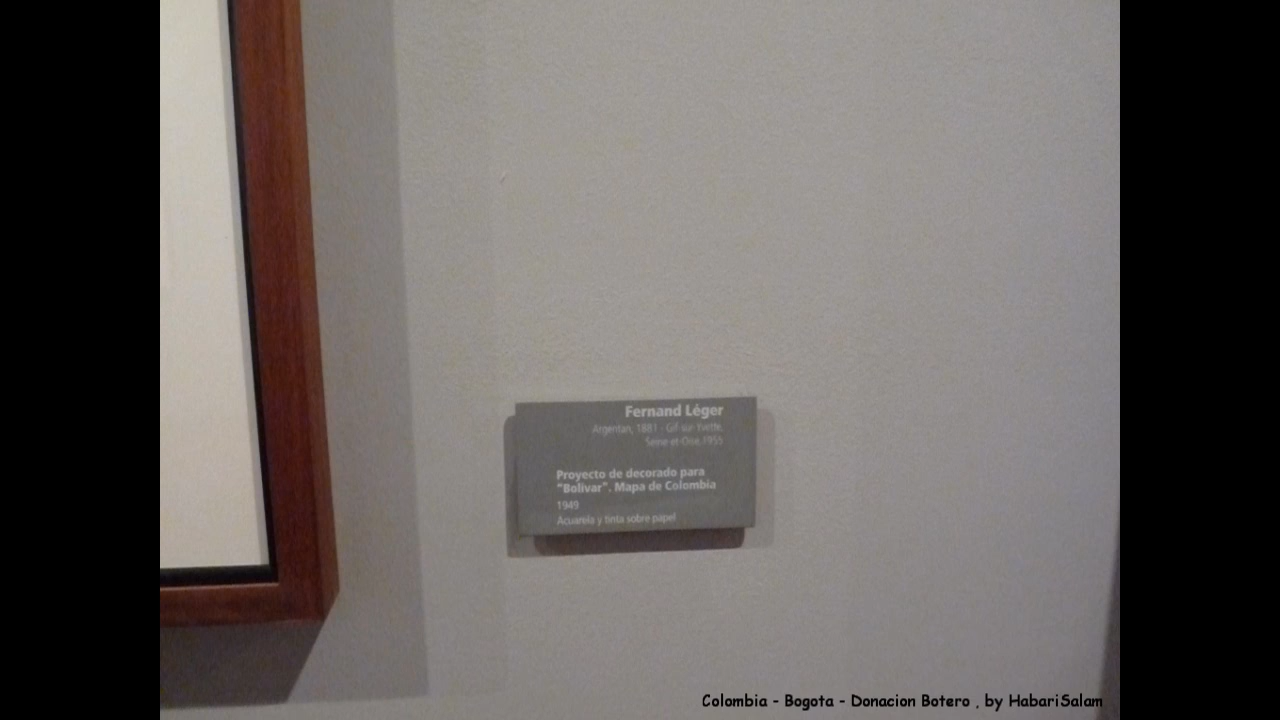 Fernand Léger
Argentan, 1881 - Gif-sur-Yvette,
Seine-et-Oise,1955
Proyecto de decorado para
"Bolívar". Mapa de Colombia
1949
Acuarela y tinta sobre papel
Colombia - Bogota - Donacion Botero , by HabariSalam